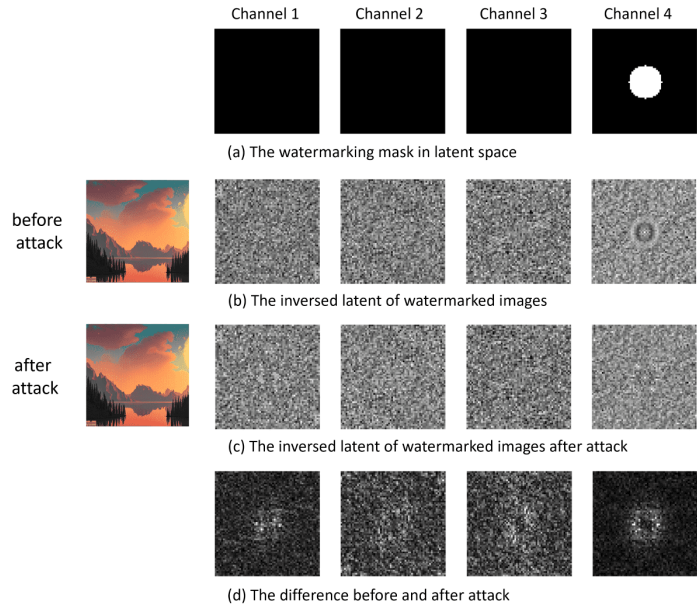 Channel 1 Channel 2 Channel 3 Channel 4
(a) The watermarking mask in latent space
before
attack
(b) The inversed latent of watermarked images
after
attack
(c) The inversed latent of watermarked images after attack
(d) The difference before and after attack